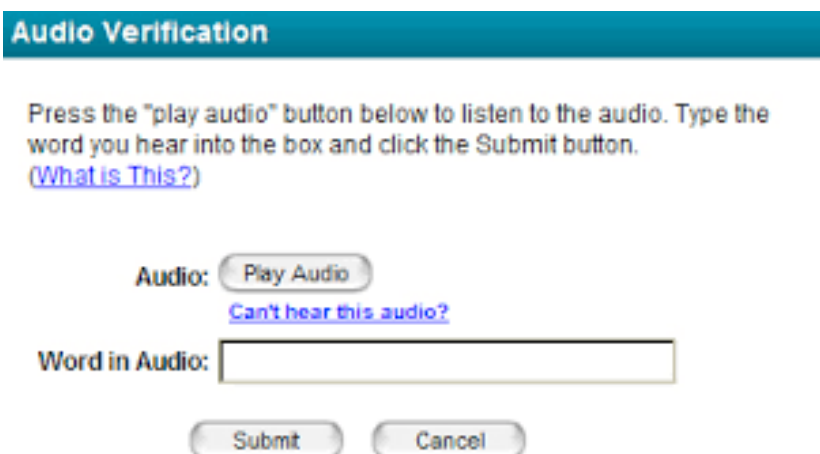 Audio Verification
Press the "play audio" button below to listen to the audio. Type the
word you hear into the box and click the Submit button.
(What is This?)
Audio: Play Audio
Can't hear this audio?
Word in Audio:
Submit Cancel